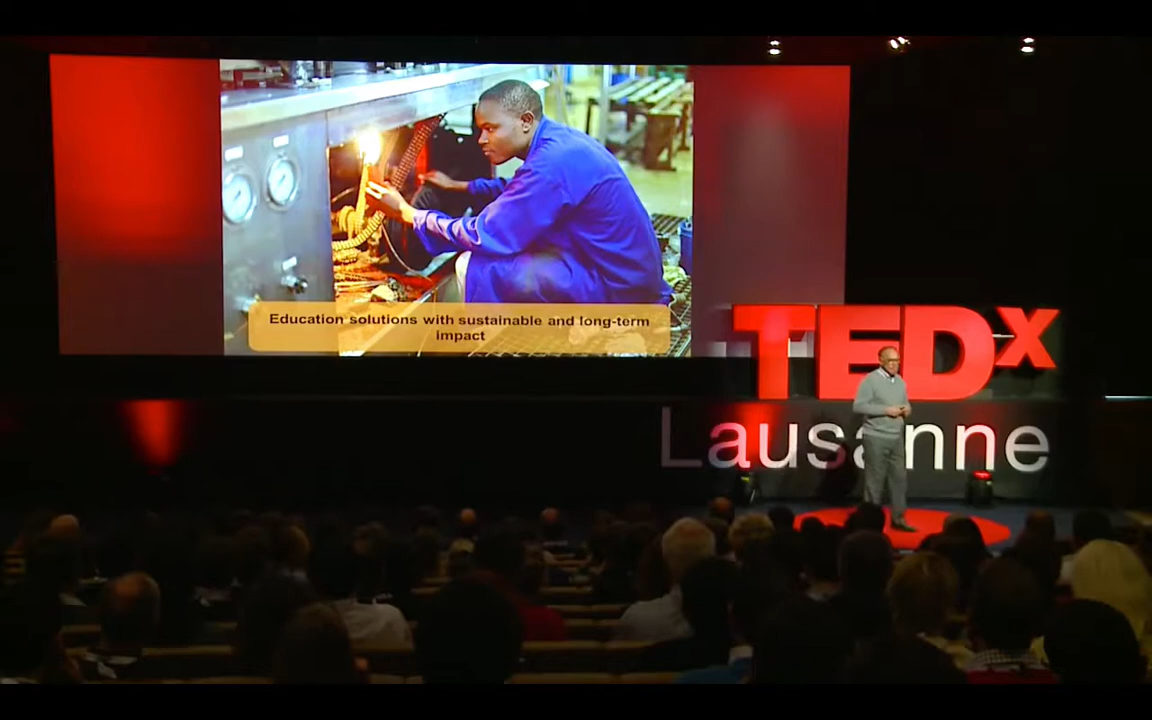 Education solutions with sustainable and long-term
impact
TEDx
Lausanne